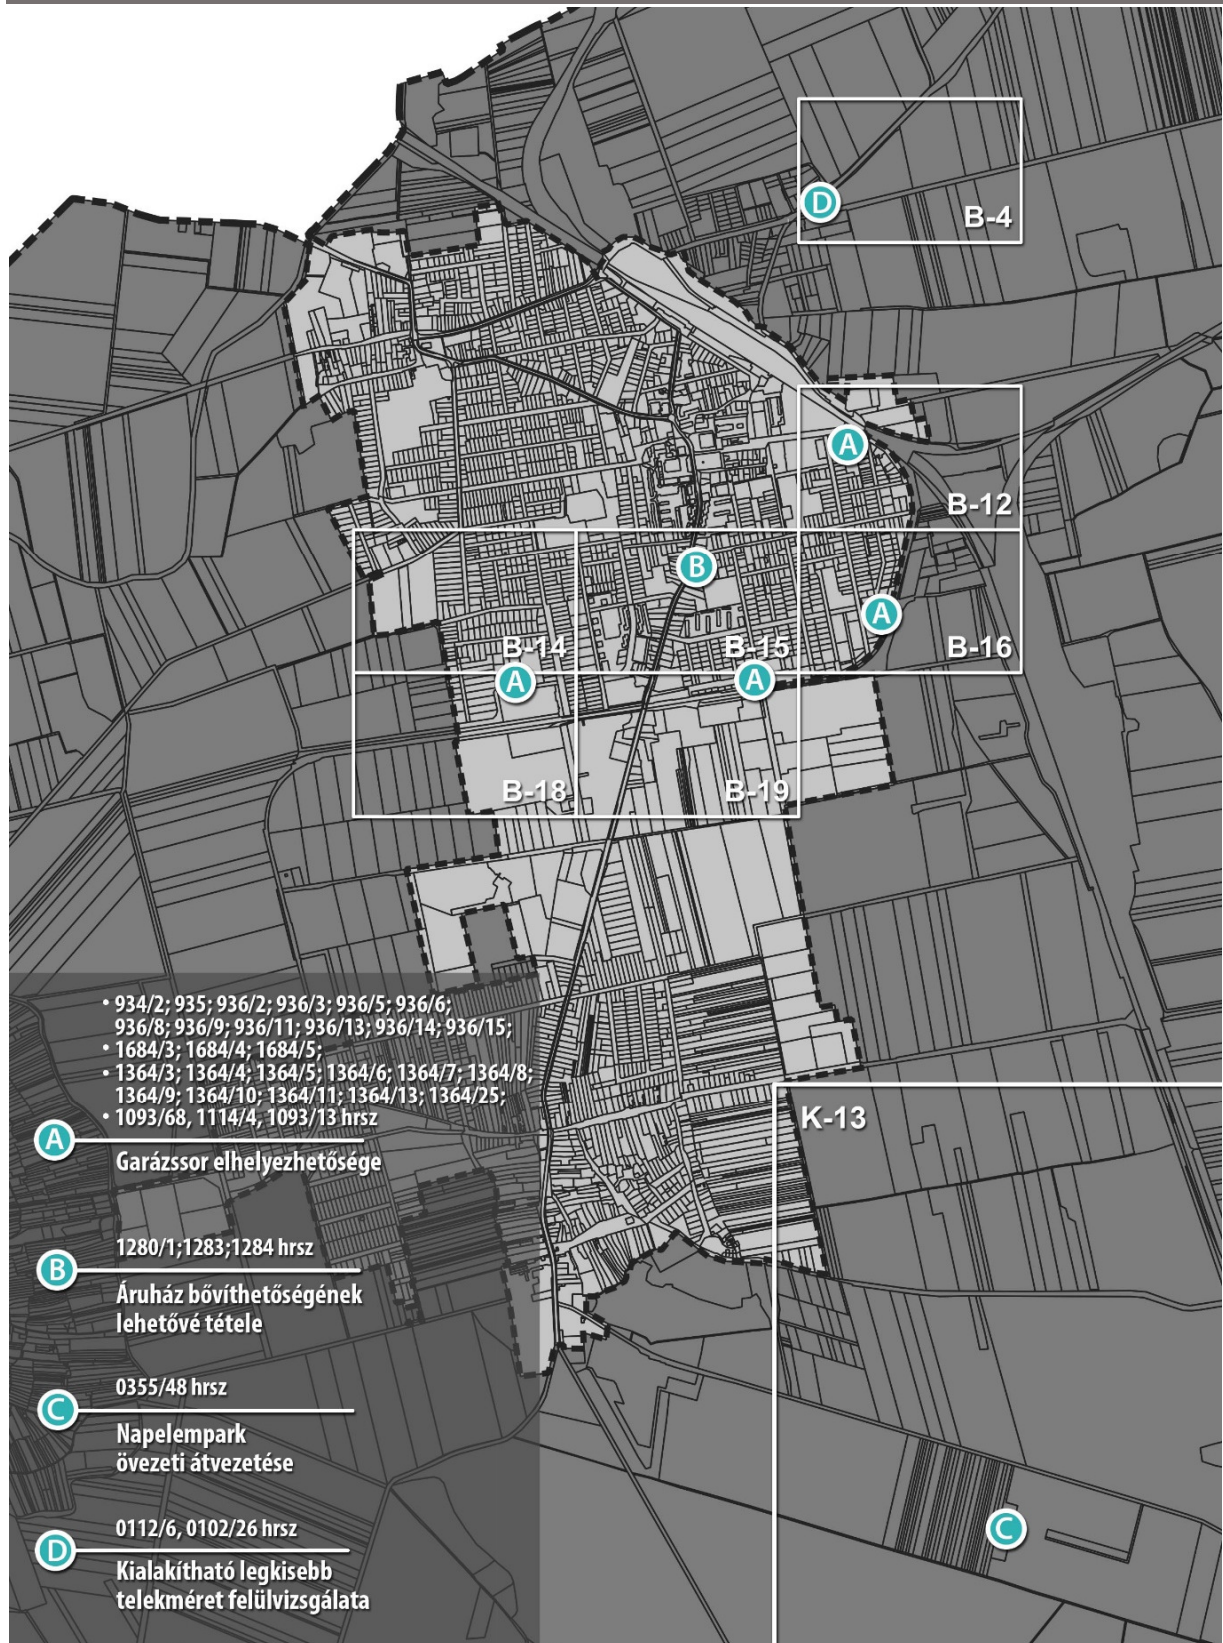 D
B-4
A
B-12
B
A
B-14
B-15
B-16
A
A
B-18
B-19
• 934/2; 935; 936/2; 936/3; 936/5; 936/6;
936/8; 936/9; 936/11; 936/13; 936/14; 936/15;
• 1684/3; 1684/4; 1684/5;
• 1364/3; 1364/4; 1364/5; 1364/6; 1364/7; 1364/8;
1364/9; 1364/10; 1364/11; 1364/13; 1364/25;
• 1093/68, 1114/4, 1093/13 hrsz
A
Garázssor elhelyezhetősége
1280/1;1283;1284 hrsz
B
Áruház bővíthetőségének
lehetővé tétele
0355/48 hrsz
C
Napelempark
övezeti átvezetése
0112/6, 0102/26 hrsz
D
Kialakítható legkisebb
telekméret felülvizsgálata
K-13
C